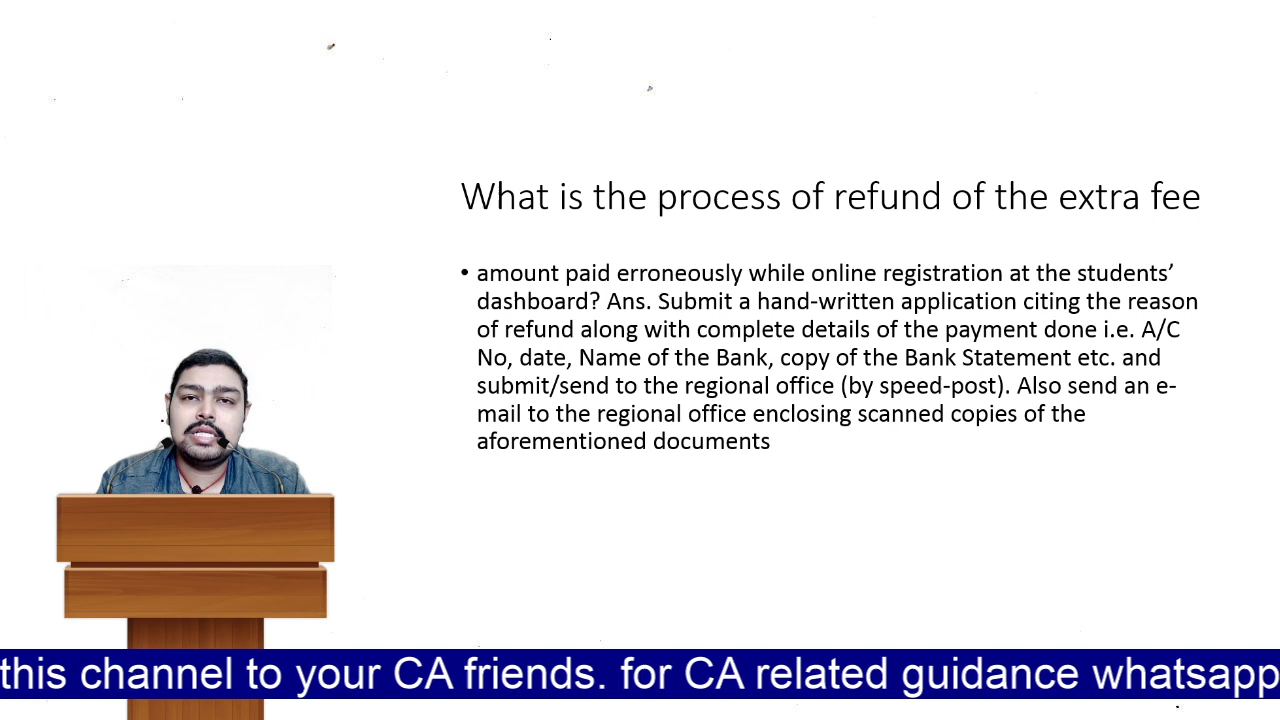 What is the process of refund of the extra fee
• amount paid erroneously while online registration at the students’
dashboard? Ans. Submit a hand-written application citing the reason
of refund along with complete details of the payment done i.e. A/C
No, date, Name of the Bank, copy of the Bank Statement etc. and
submit/send to the regional office (by speed-post). Also send an e-
mail to the regional office enclosing scanned copies of the
aforementioned documents
this channel to your CA friends. for CA related guidance whatsapp